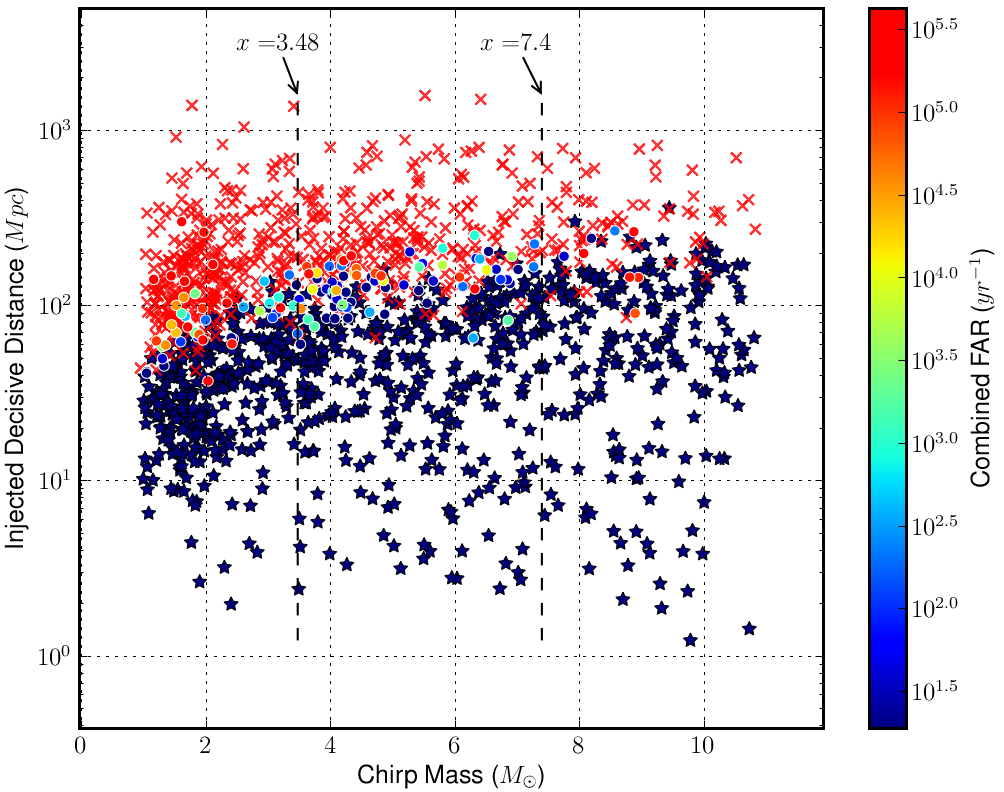 x =3.48
x =7.4
10^3
10^2
10^1
10^0
Injected Decisive Distance (Mpc)
0 2 4 6 8 10
Chirp Mass (M_⊙)
10^5.5
10^5.0
10^4.5
10^4.0
10^3.5
10^3.0
10^2.5
10^2.0
10^1.5
Combined FAR (yr^−1)